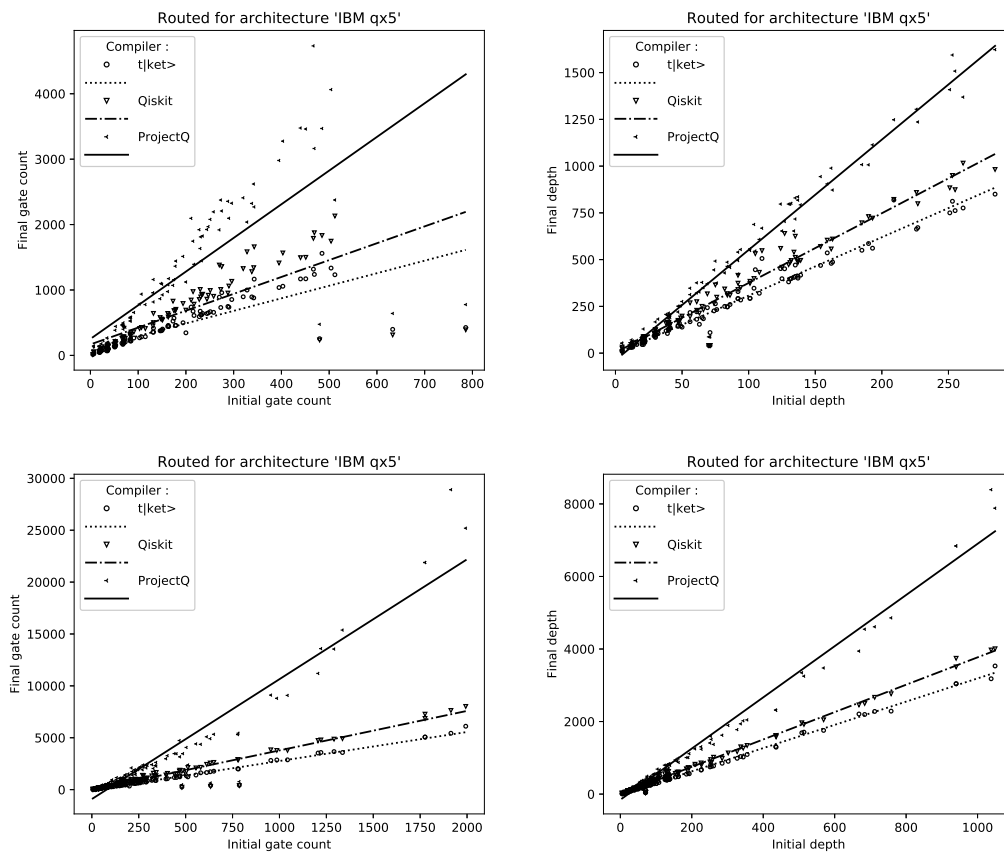 Routed for architecture 'IBM qx5'
Compiler :
t|ket>
Qiskit
ProjectQ
Final gate count
4000
3000
2000
1000
0
0 100 200 300 400 500 600 700 800
Initial gate count
Routed for architecture 'IBM qx5'
Compiler :
t|ket>
Qiskit
ProjectQ
Final depth
1500
1250
1000
750
500
250
0
0 50 100 150 200 250
Initial depth
Routed for architecture 'IBM qx5'
Compiler :
t|ket>
Qiskit
ProjectQ
Final gate count
30000
25000
20000
15000
10000
5000
0
0 250 500 750 1000 1250 1500 1750 2000
Initial gate count
Routed for architecture 'IBM qx5'
Compiler :
t|ket>
Qiskit
ProjectQ
Final depth
8000
6000
4000
2000
0
0 200 400 600 800 1000
Initial depth